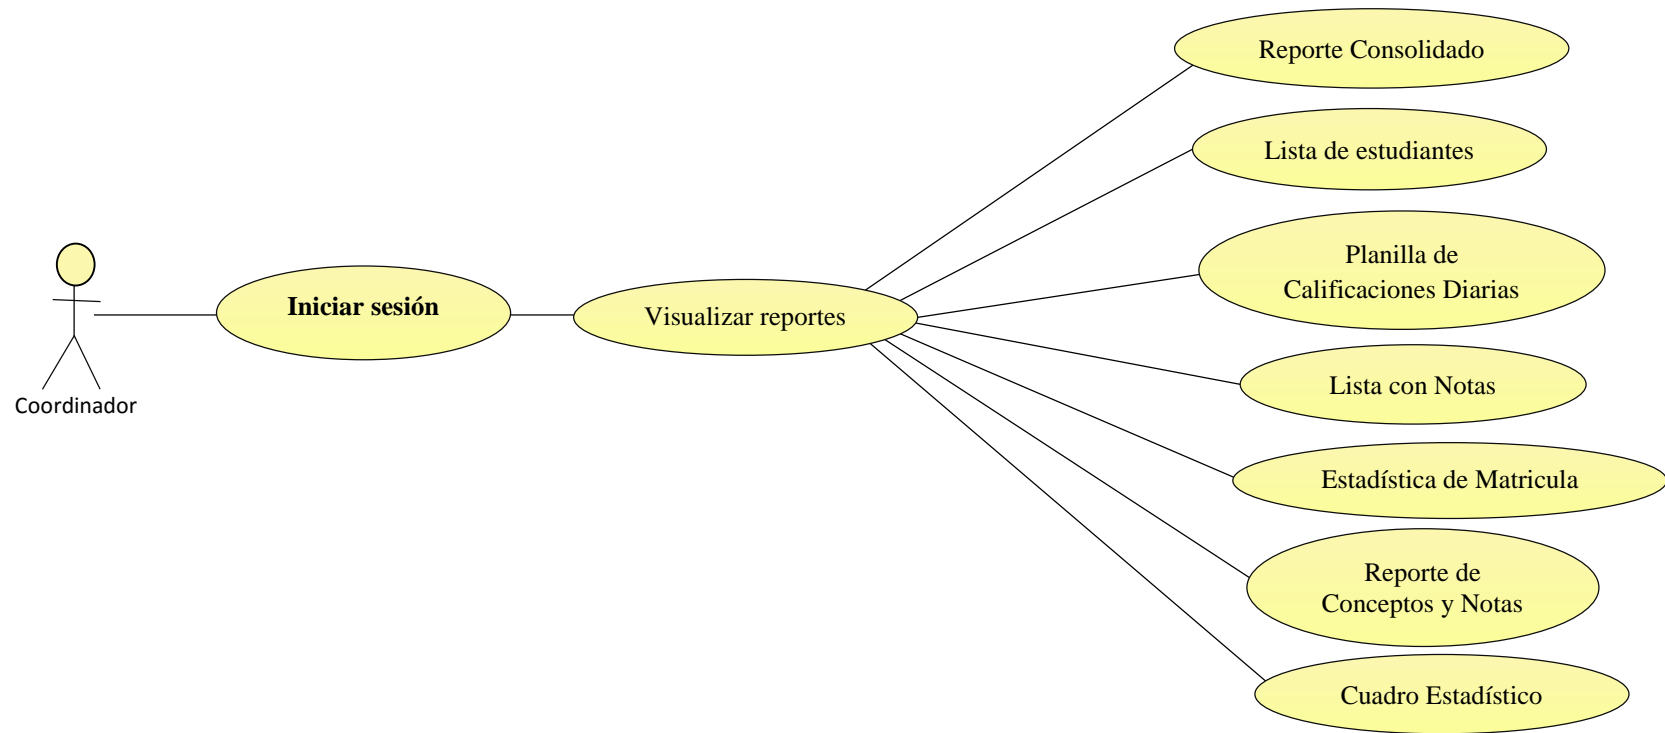 Reporte Consolidado
Lista de estudiantes
Planilla de
Calificaciones Diarias
Iniciar sesión
Visualizar reportes
Lista con Notas
Coordinador
Estadística de Matricula
Reporte de
Conceptos y Notas
Cuadro Estadístico